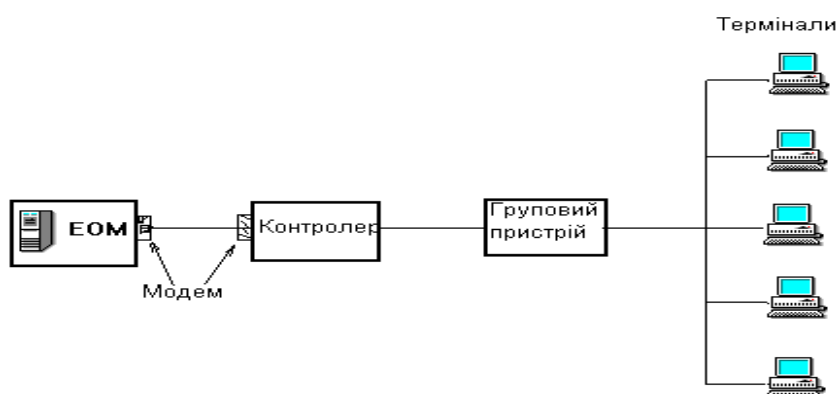 Термінали
ЕОМ
Контролер
Груповий
пристрій
Модем